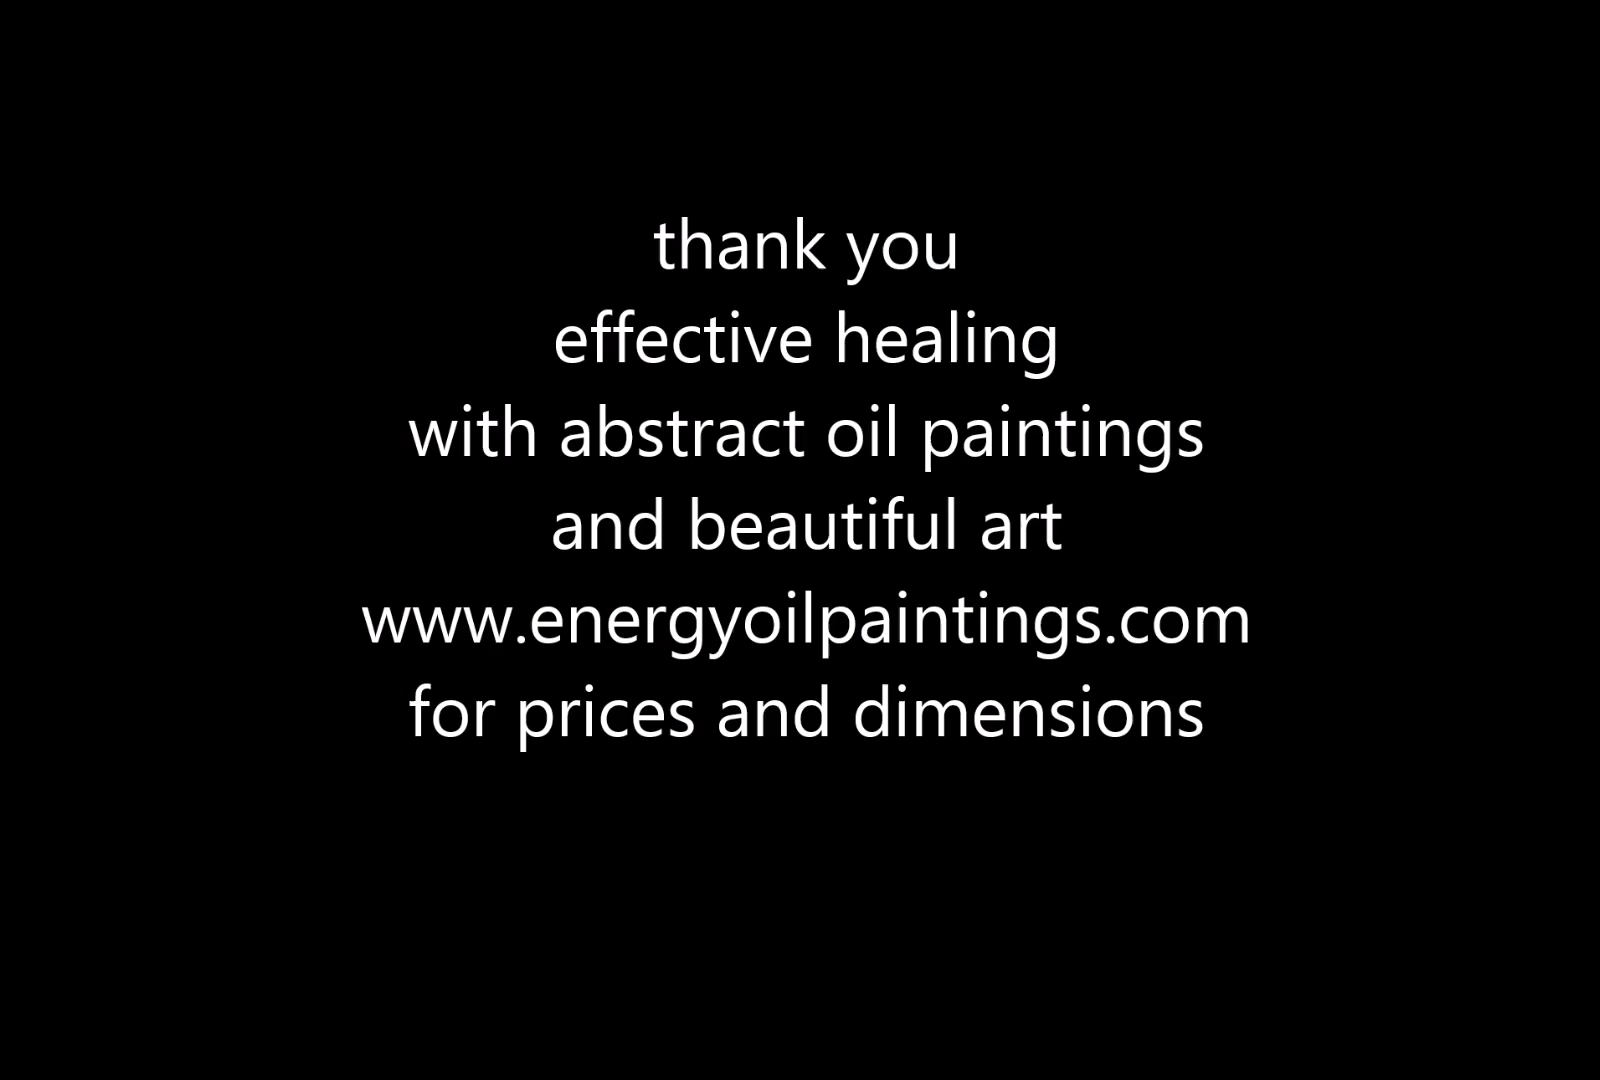 thank you
effective healing
with abstract oil paintings
and beautiful art
www.energyoilpaintings.com
for prices and dimensions